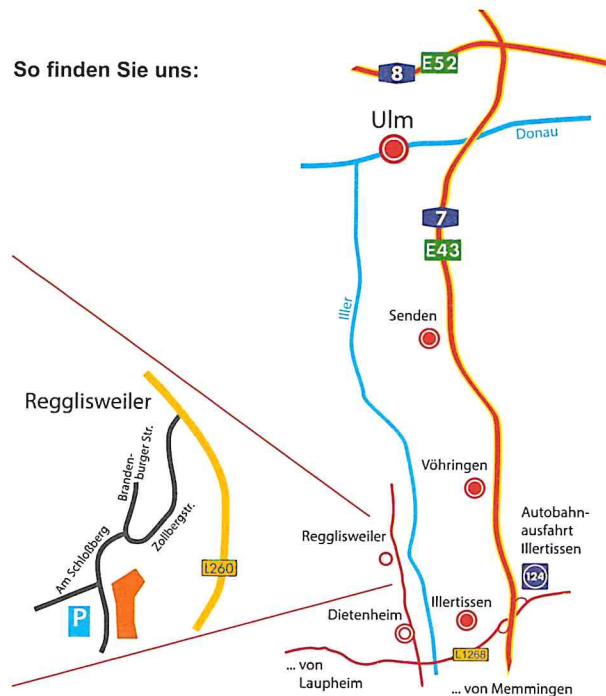 So finden Sie uns:
8
E52
Ulm
Donau
7
E43
Iller
Senden
Vöhringen
Autobahn-
ausfahrt
Illertissen
124
Regglisweiler
Dietenheim
Illertissen
L1268
... von
Laupheim
... von Memmingen
Regglisweiler
Branden-
burger Str.
Zollbergstr.
Am Schloßberg
L260
P